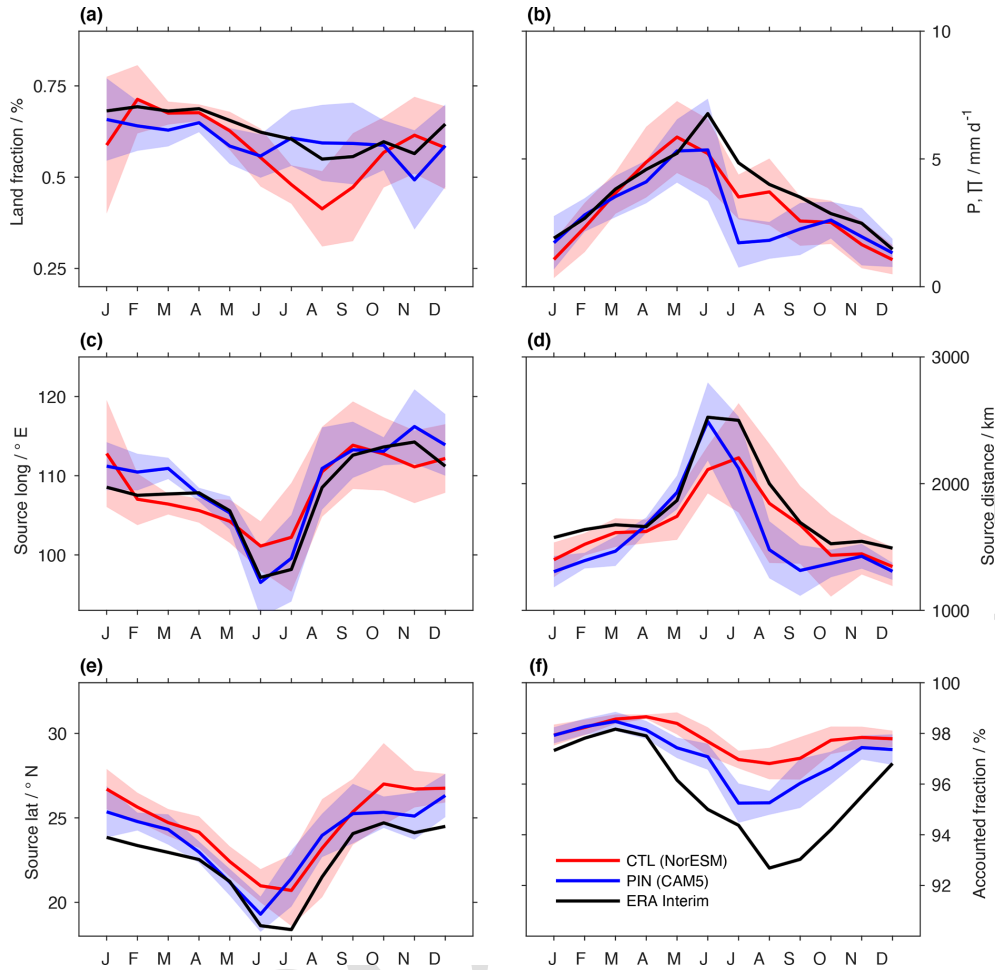 (a)
(b)
0.75
0.5
0.25
Land fraction / %
10
5
0
P, ∏ / mm d⁻¹
J F M A M J J A S O N D
J F M A M J J A S O N D
(c)
(d)
120
110
100
Source long / ° E
3000
2000
1000
Source distance / km
J F M A M J J A S O N D
J F M A M J J A S O N D
(e)
(f)
30
25
20
Source lat / °N
100
98
96
94
92
Accounted fraction / %
CTL (NorESM)
PIN (CAM5)
ERA Interim
J F M A M J J A S O N D
J F M A M J J A S O N D